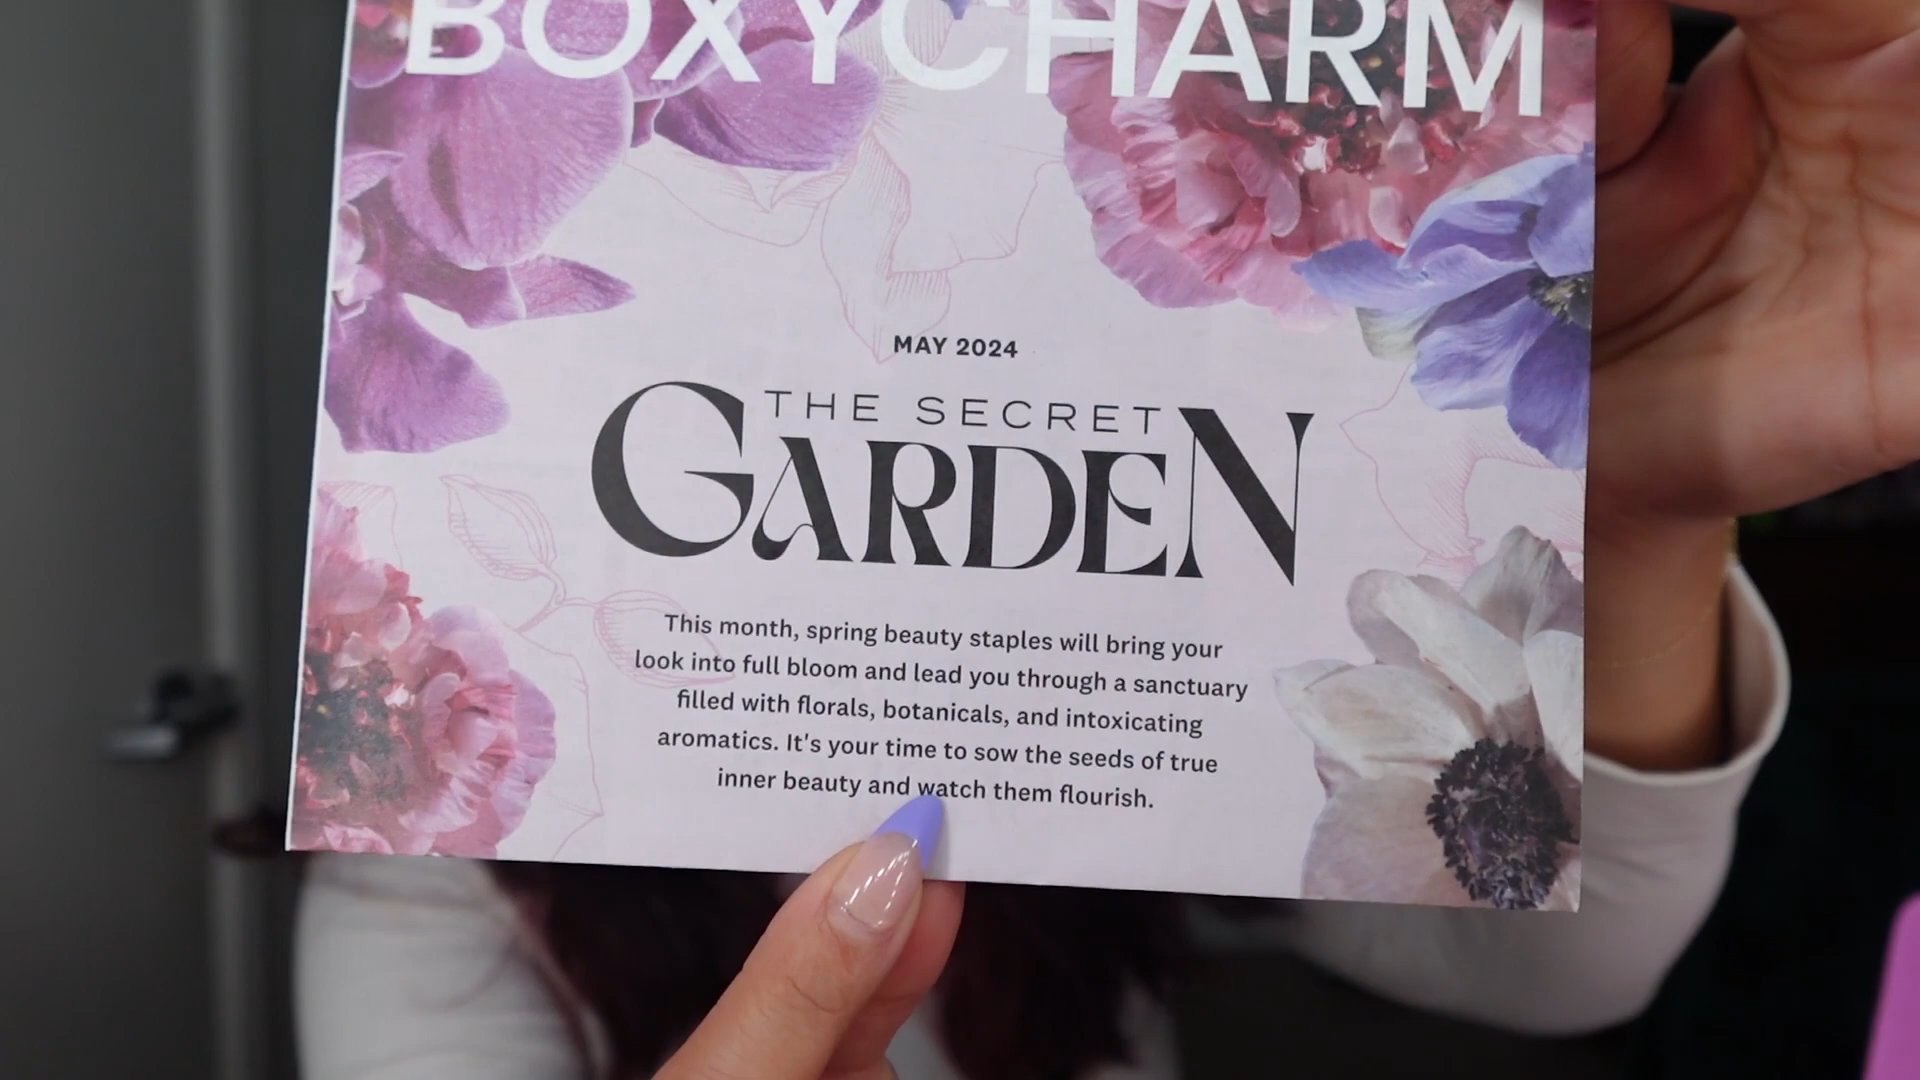 BOXYCHARM
MAY 2024
THE SECRET
GARDEN
This month, spring beauty staples will bring your
look into full bloom and lead you through a sanctuary
filled with florals, botanicals, and intoxicating
aromatics. It's your time to sow the seeds of true
inner beauty and watch them flourish.